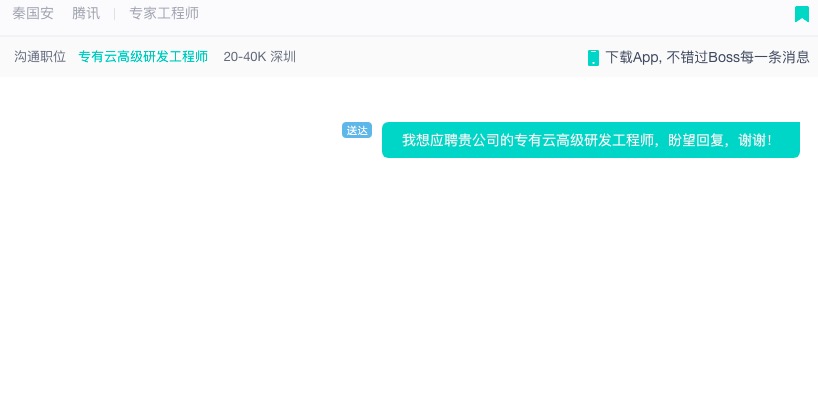 秦国安 腾讯 | 专家工程师
沟通职位 专有云高级研发工程师 20-40K 深圳 下载App, 不错过Boss每一条消息
送达 我想应聘贵公司的专有云高级研发工程师，盼望回复，谢谢！